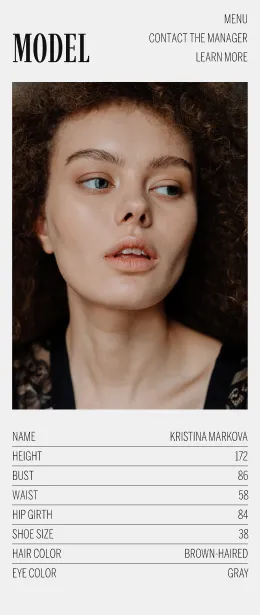 MENU
CONTACT THE MANAGER
MODEL
LEARN MORE
NAME KRISTINA MARKOVA
HEIGHT 172
BUST 86
WAIST 58
HIP GIRTH 84
SHOE SIZE 38
HAIR COLOR BROWN-HAIRED
EYE COLOR GRAY